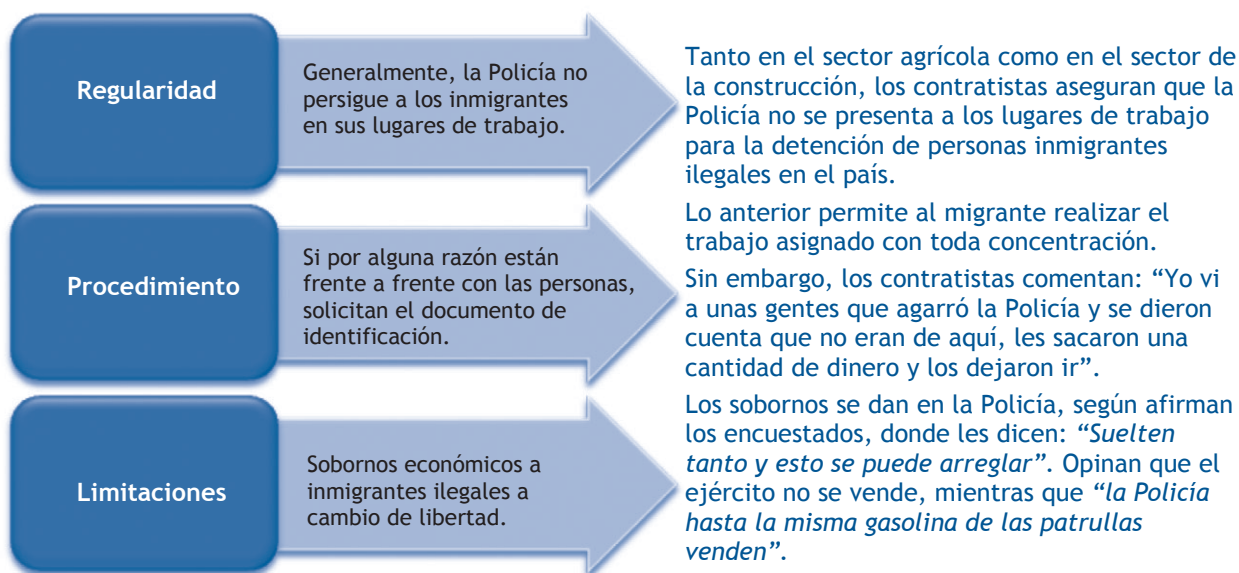 Regularidad
Generalmente, la Policía no
persigue a los inmigrantes
en sus lugares de trabajo.
Tanto en el sector agrícola como en el sector de
la construcción, los contratistas aseguran que la
Policía no se presenta a los lugares de trabajo
para la detención de personas inmigrantes
ilegales en el país.
Lo anterior permite al migrante realizar el
trabajo asignado con toda concentración.
Procedimiento
Si por alguna razón están
frente a frente con las personas,
solicitan el documento de
identificación.
Sin embargo, los contratistas comentan: “Yo vi
a unas gentes que agarró la Policía y se dieron
cuenta que no eran de aquí, les sacaron una
cantidad de dinero y los dejaron ir”.
Limitaciones
Sobornos económicos a
inmigrantes ilegales a
cambio de libertad.
Los sobornos se dan en la Policía, según afirman
los encuestados, donde les dicen: “Suelten
tanto y esto se puede arreglar”. Opinan que el
ejército no se vende, mientras que “la Policía
hasta la misma gasolina de las patrullas
venden”.